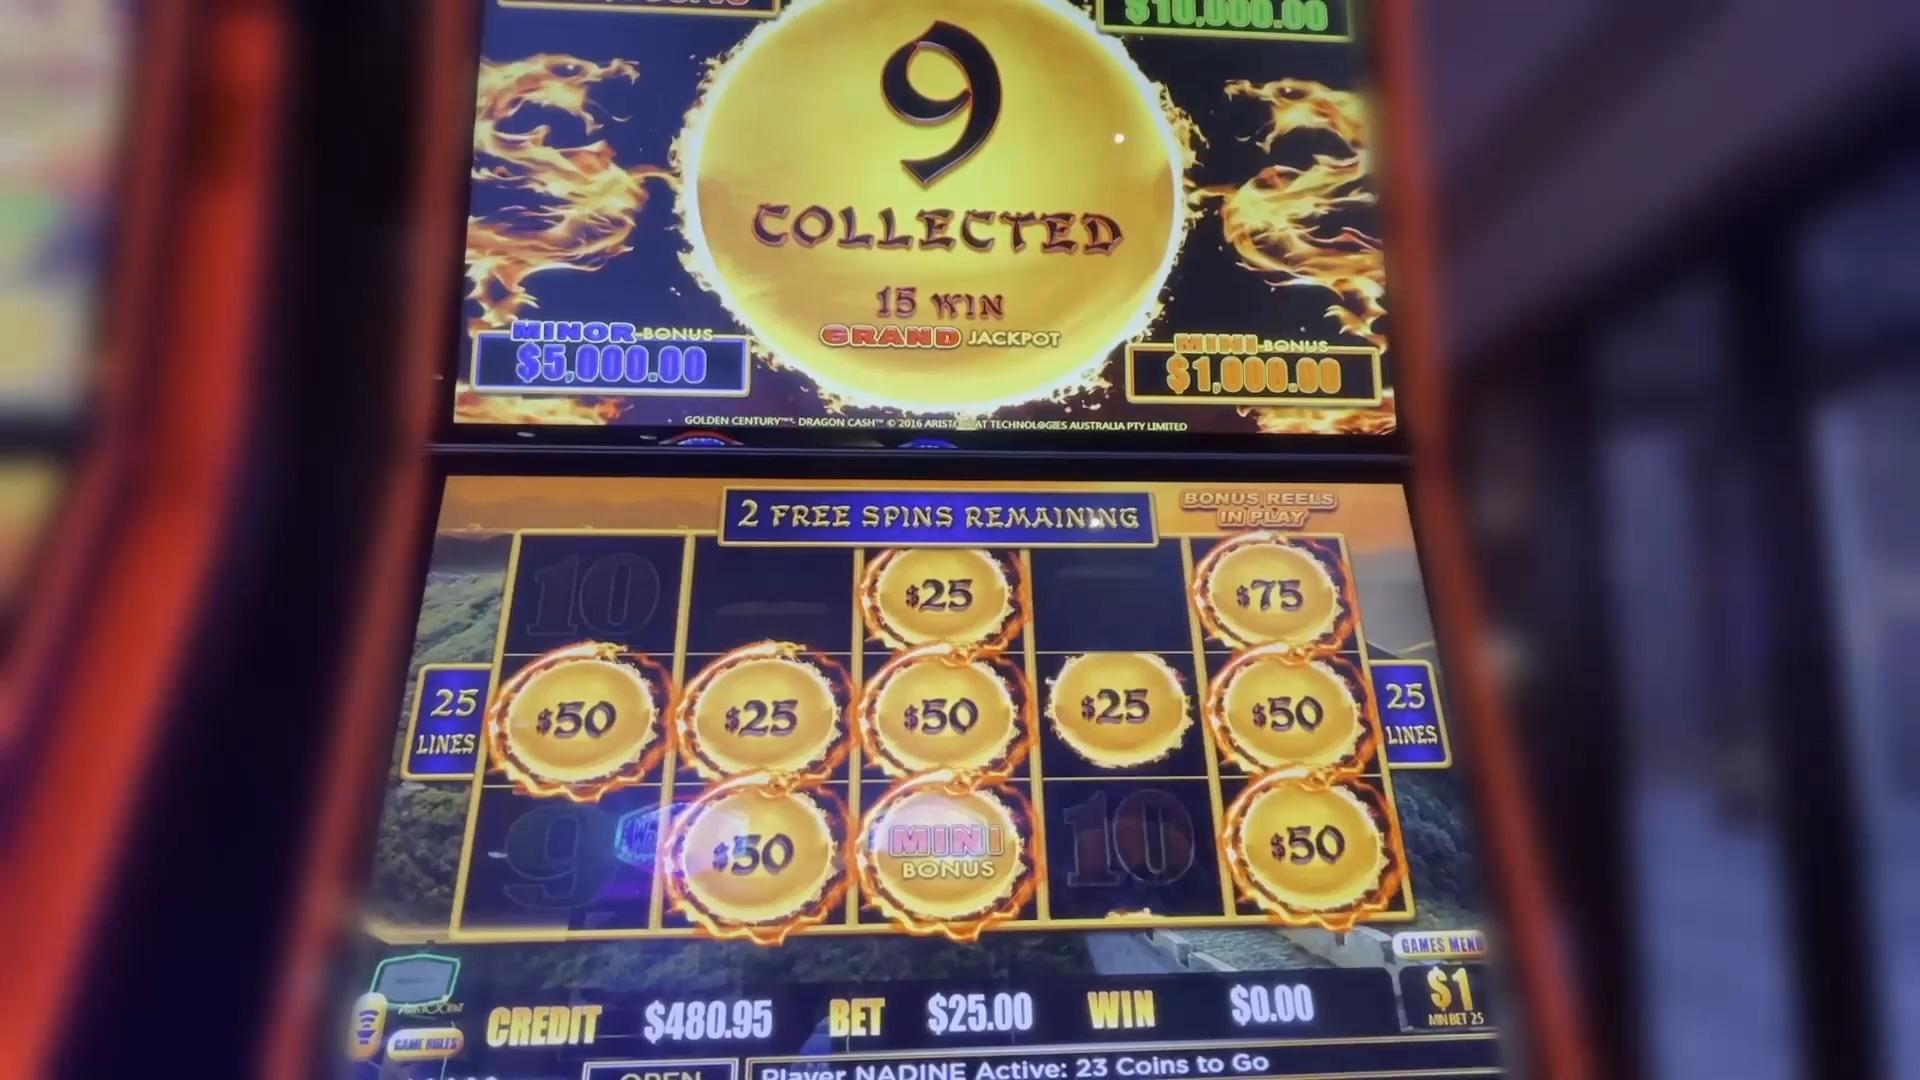 $10,000.00
9
COLLECTED
15 WIN
GRAND JACKPOT
MINOR BONUS
$5,000.00
MINI BONUS
$1,000.00
GOLDEN CENTURY™ - DRAGON CASH™ © 2016 ARISTOCRAT TECHNOLOGIES AUSTRALIA PTY LIMITED
2 FREE SPINS REMAINING
BONUS REELS
IN PLAY
10
$25
$75
25
LINES
$50
$25
$50
$25
$50
25
LINES
9
$50
MINI
BONUS
10
$50
GAMES MENU
$1
MIN BET 25
CREDIT $480.95 BET $25.00 WIN $0.00
GAME RULES
OPEN
Player NADINE Active: 23 Coins to Go